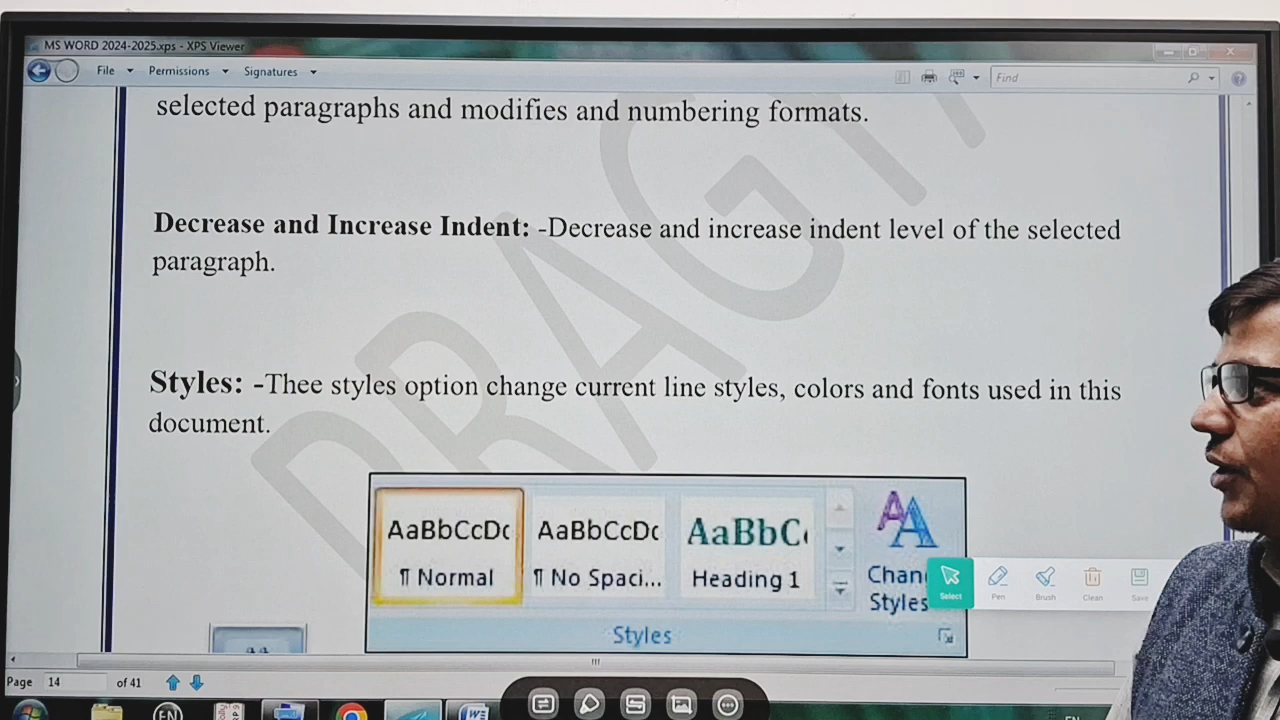 MS WORD 2024-2025.xps - XPS Viewer
File Permissions Signatures Find
selected paragraphs and modifies and numbering formats.
Decrease and Increase Indent: -Decrease and increase indent level of the selected
paragraph.
Styles: -Thee styles option change current line styles, colors and fonts used in this
document.
AaBbCcDc AaBbCcDc AaBbC
¶ Normal ¶ No Spaci... Heading 1 Chan
Styles
Styles
Select Pen Brush Clean Save
Page 14 of 41
EN
DRAG